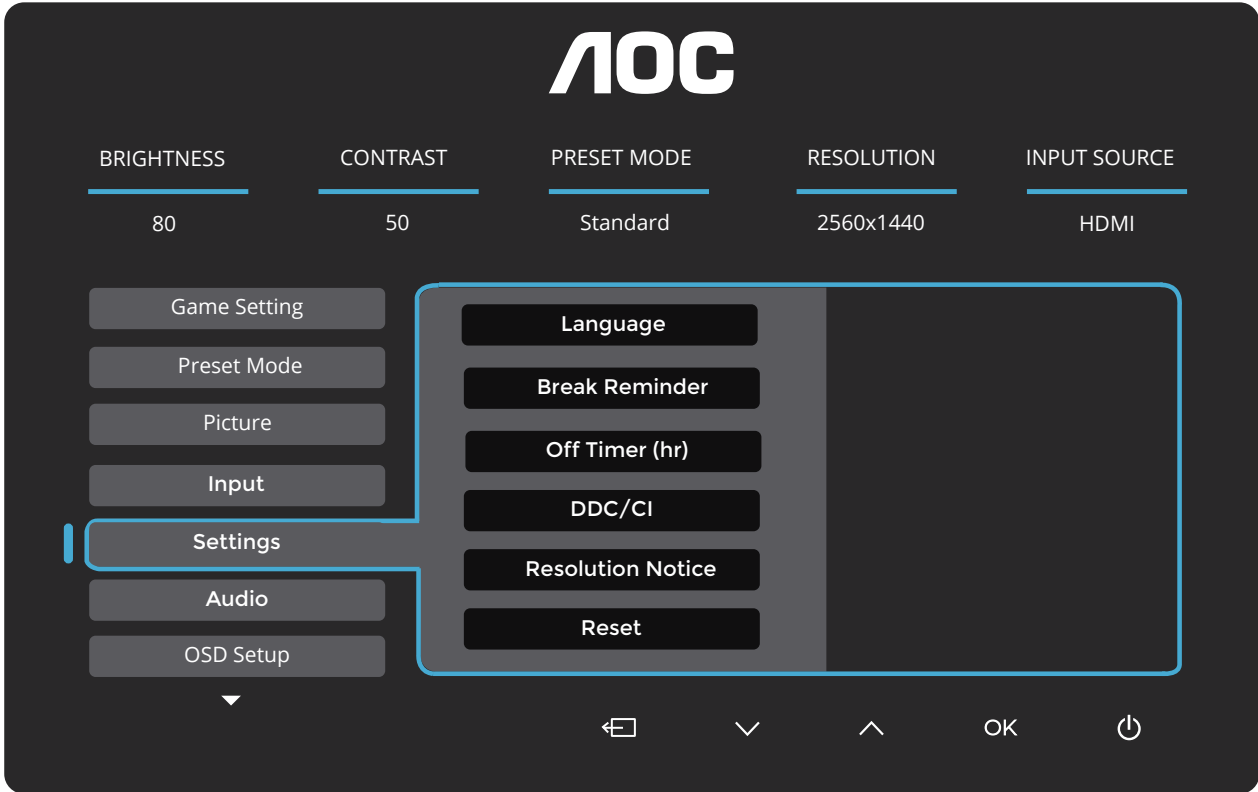 AOC
BRIGHTNESS CONTRAST PRESET MODE RESOLUTION INPUT SOURCE
80 50 Standard 2560x1440 HDMI
Game Setting
Preset Mode
Picture
Input
Settings
Audio
OSD Setup
Language
Break Reminder
Off Timer (hr)
DDC/CI
Resolution Notice
Reset
OK